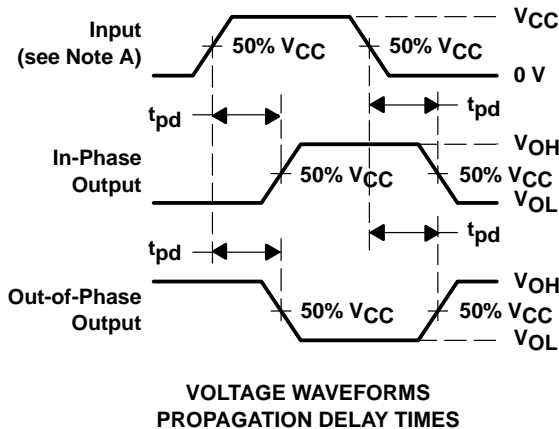 Input
(see Note A)
50% VCC
50% VCC
VCC
0 V
tpd
tpd
In-Phase
Output
50% VCC
VOH
50% VCC
VOL
tpd
tpd
Out-of-Phase
Output
50% VCC
VOH
50% VCC
VOL
VOLTAGE WAVEFORMS
PROPAGATION DELAY TIMES